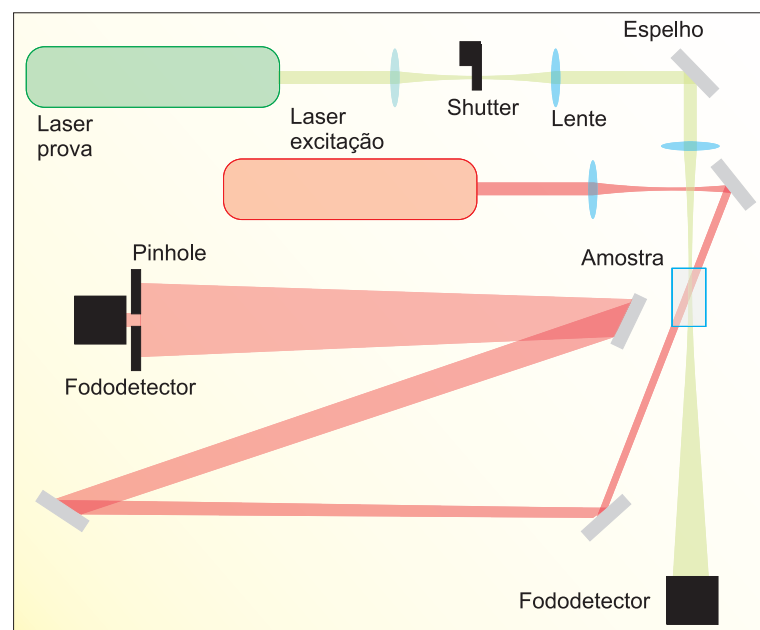 Espelho
Laser
prova
Shutter
Lente
Laser
excitação
Pinhole
Amostra
Fododetector
Fododetector